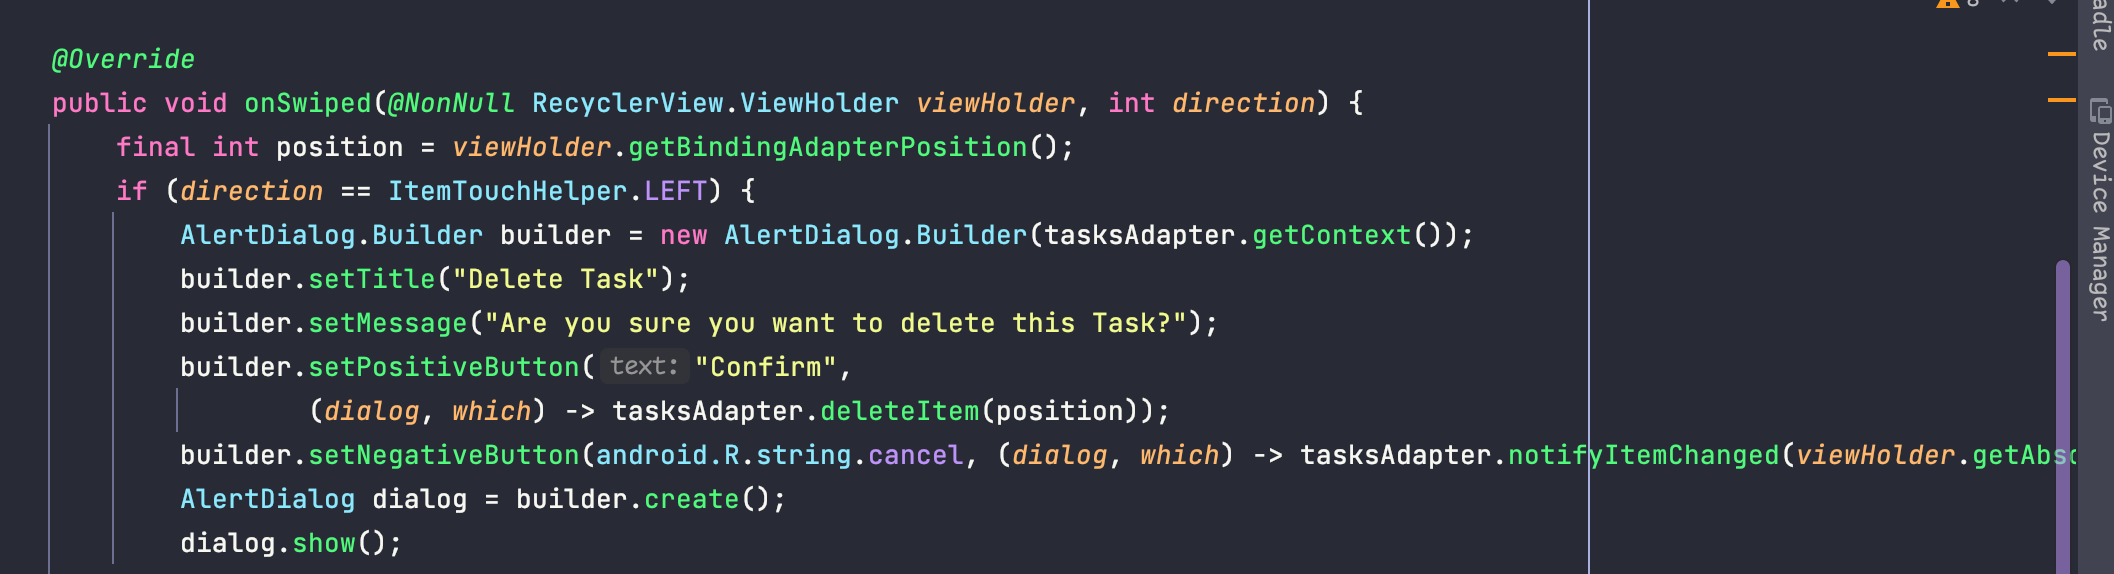 @Override
public void onSwiped(@NonNull RecyclerView.ViewHolder viewHolder, int direction) {
final int position = viewHolder.getBindingAdapterPosition();
if (direction == ItemTouchHelper.LEFT) {
AlertDialog.Builder builder = new AlertDialog.Builder(tasksAdapter.getContext());
builder.setTitle("Delete Task");
builder.setMessage("Are you sure you want to delete this Task?");
builder.setPositiveButton( text: "Confirm",
(dialog, which) -> tasksAdapter.deleteItem(position));
builder.setNegativeButton(android.R.string.cancel, (dialog, which) -> tasksAdapter.notifyItemChanged(viewHolder.getAbso
AlertDialog dialog = builder.create();
dialog.show();
adle
Device Manager